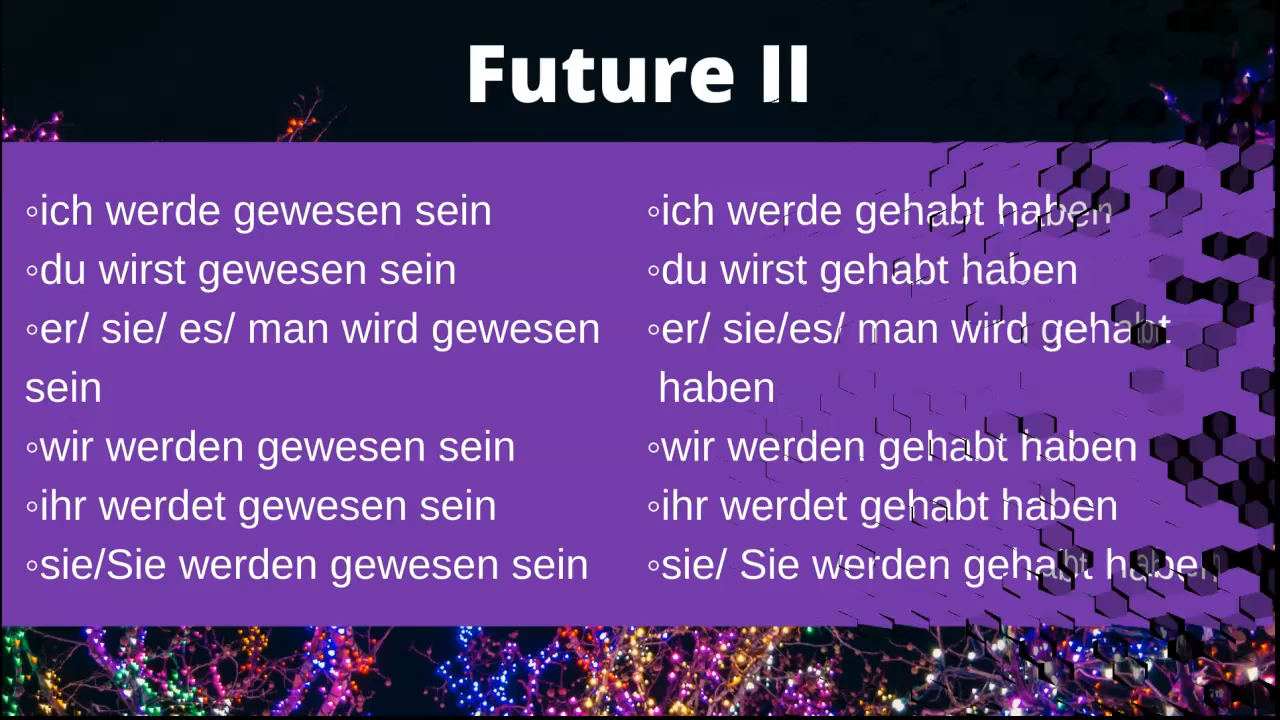 Future II
◦ich werde gewesen sein
◦du wirst gewesen sein
◦er/ sie/ es/ man wird gewesen
sein
◦wir werden gewesen sein
◦ihr werdet gewesen sein
◦sie/Sie werden gewesen sein
◦ich werde gehabt haben
◦du wirst gehabt haben
◦er/ sie/es/ man wird gehabt
haben
◦wir werden gehabt haben
◦ihr werdet gehabt haben
◦sie/ Sie werden gehabt haben